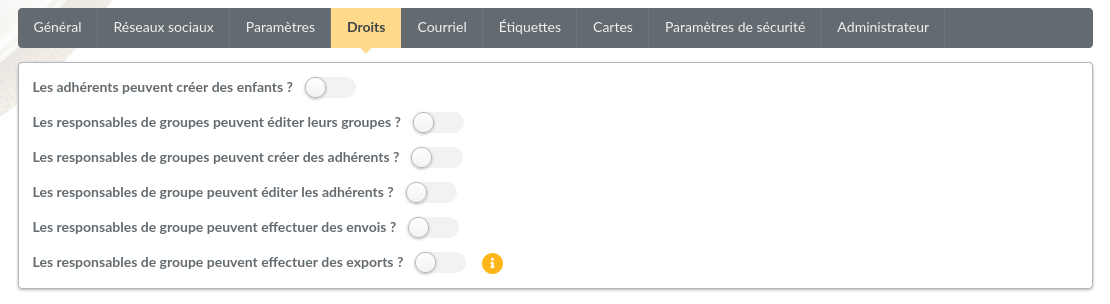 Général Réseaux sociaux Paramètres Droits Courriel Étiquettes Cartes Paramètres de sécurité Administrateur
Les adhérents peuvent créer des enfants ?
Les responsables de groupes peuvent éditer leurs groupes ?
Les responsables de groupes peuvent créer des adhérents ?
Les responsables de groupe peuvent éditer les adhérents ?
Les responsables de groupe peuvent effectuer des envois ?
Les responsables de groupe peuvent effectuer des exports ?